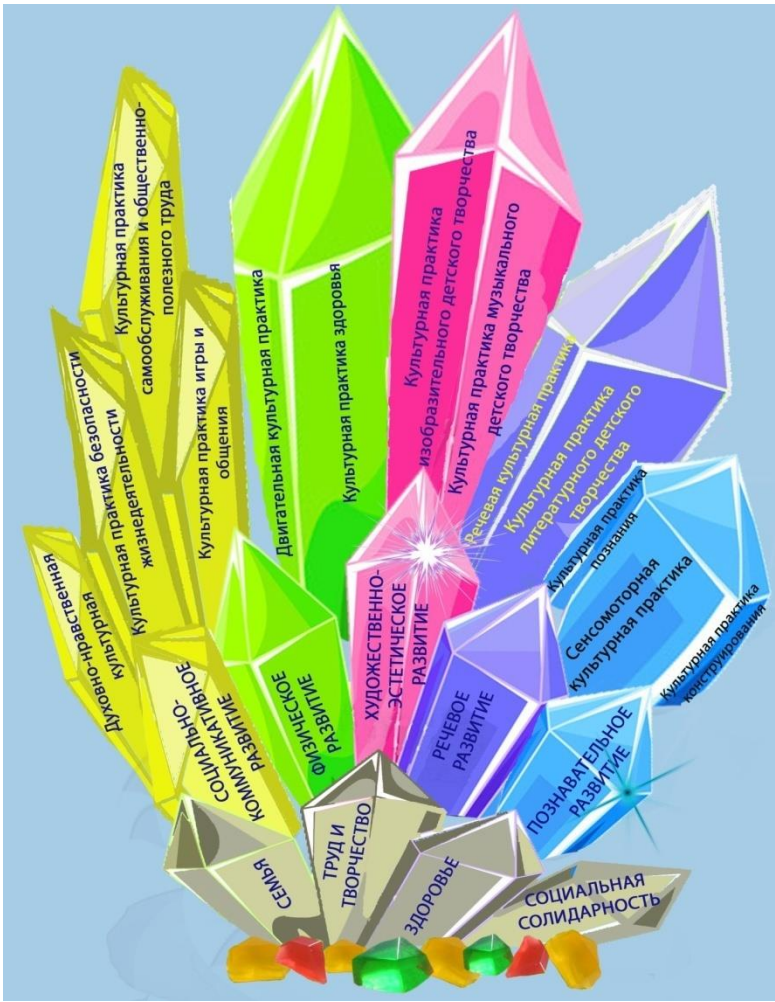 Культурная практика
самообслуживания и общественно-
полезного труда
Культурная практика безопасности
жизнедеятельности
Культурная практика игры и
общения
Духовно-нравственная
культурная
СОЦИАЛЬНО-
КОММУНИКАТИВНОЕ
РАЗВИТИЕ
Двигательная культурная практика
Культурная практика здоровья
ФИЗИЧЕСКОЕ
РАЗВИТИЕ
Культурная практика
изобразительного детского творчества
Культурная практика музыкального
детского творчества
ХУДОЖЕСТВЕННО-
ЭСТЕТИЧЕСКОЕ
РАЗВИТИЕ
Речевая культурная практика
Культурная практика
литературного детского
творчества
РЕЧЕВОЕ
РАЗВИТИЕ
Культурная практика
познания
Сенсомоторная
культурная практика
Культурная практика
конструирования
ПОЗНАВАТЕЛЬНОЕ
РАЗВИТИЕ
СЕМЬЯ
ТРУД И
ТВОРЧЕСТВО
ЗДОРОВЬЕ
СОЦИАЛЬНАЯ
СОЛИДАРНОСТЬ